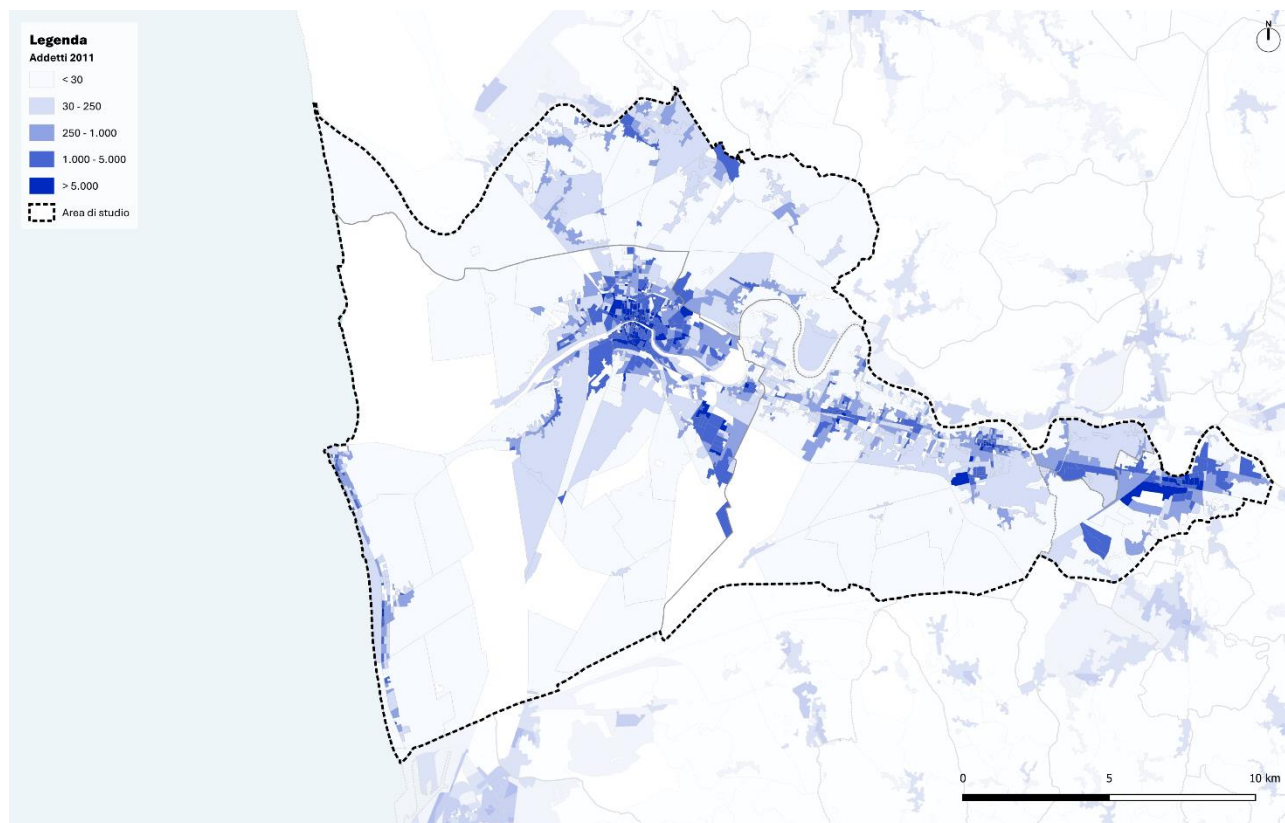 Legenda
Addetti 2011
< 30
30 - 250
250 - 1.000
1.000 - 5.000
> 5.000
Area di studio
N
0 5 10 km